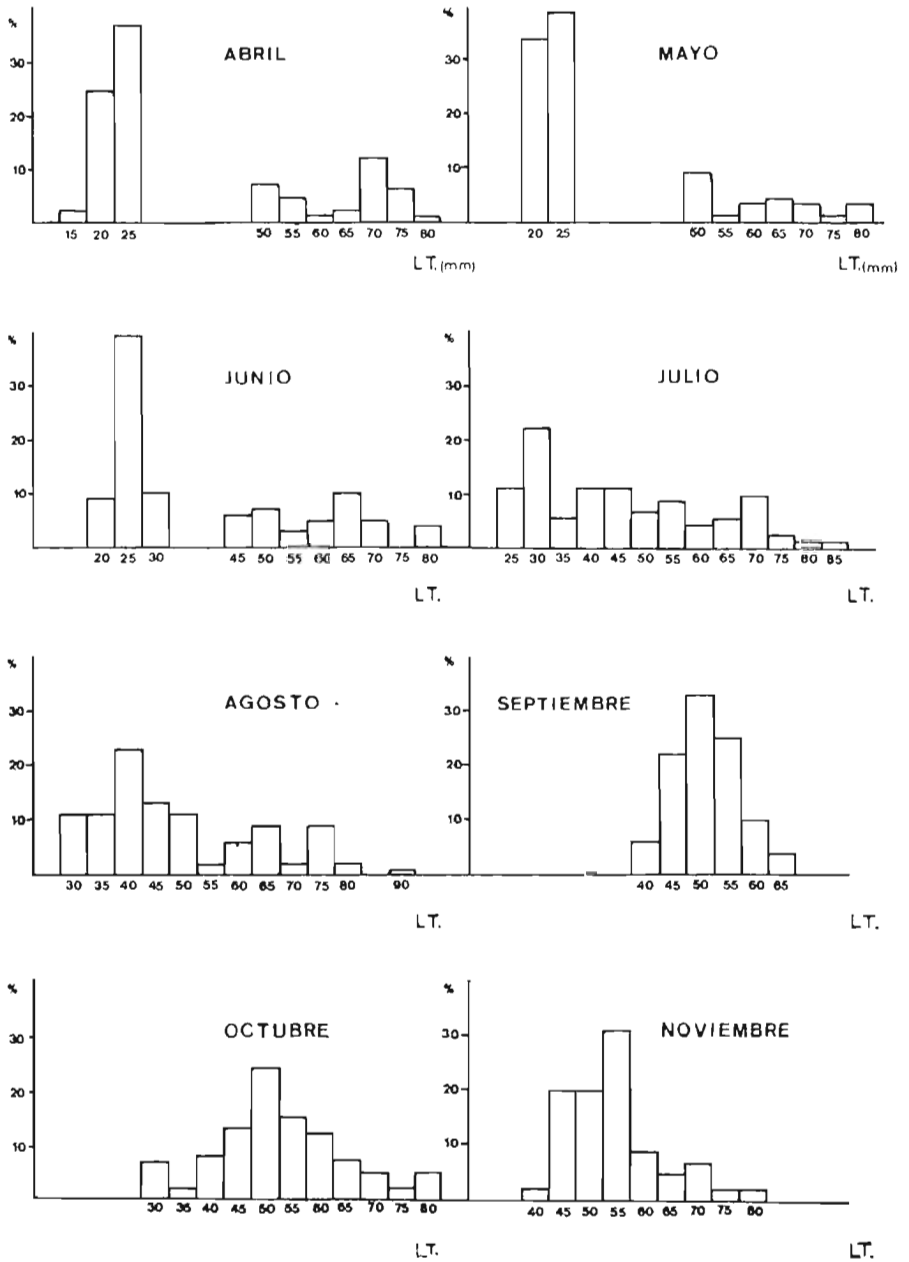 %
30
20
10
ABRIL
15 20 25 50 55 60 65 70 75 80
LT.(mm)
%
30
20
10
MAYO
20 25 50 55 60 65 70 75 80
LT.(mm)
%
30
20
10
JUNIO
20 25 30 45 50 55 60 65 70 75 80
LT.
%
30
20
10
JULIO
25 30 35 40 45 50 55 60 65 70 75 80 85
LT.
%
30
20
10
AGOSTO
30 35 40 45 50 55 60 65 70 75 80 90
LT.
%
30
20
10
SEPTIEMBRE
40 45 50 55 60 65
LT.
%
30
20
10
OCTUBRE
30 35 40 45 50 55 60 65 70 75 80
LT.
%
30
20
10
NOVIEMBRE
40 45 50 55 60 65 70 75 80
LT.